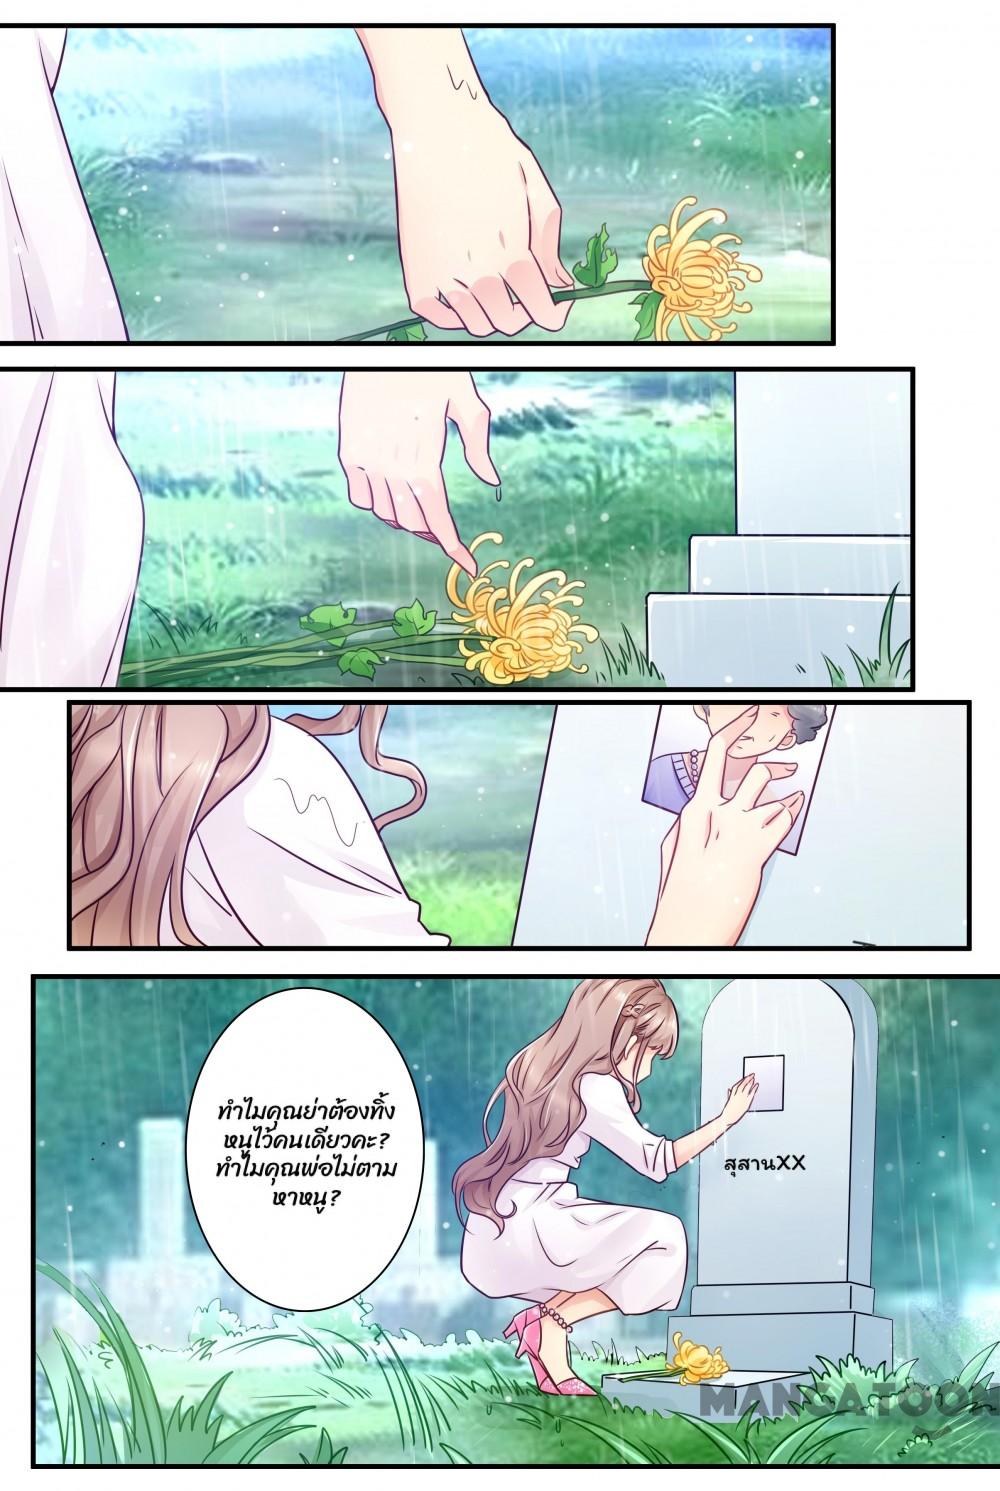 ทำไมคุณย่าต้องทิ้ง
หนูไว้คนเดียวคะ?
ทำไมคุณพ่อไม่ตาม
หาหนู?
สุสานXX
MANGATOON